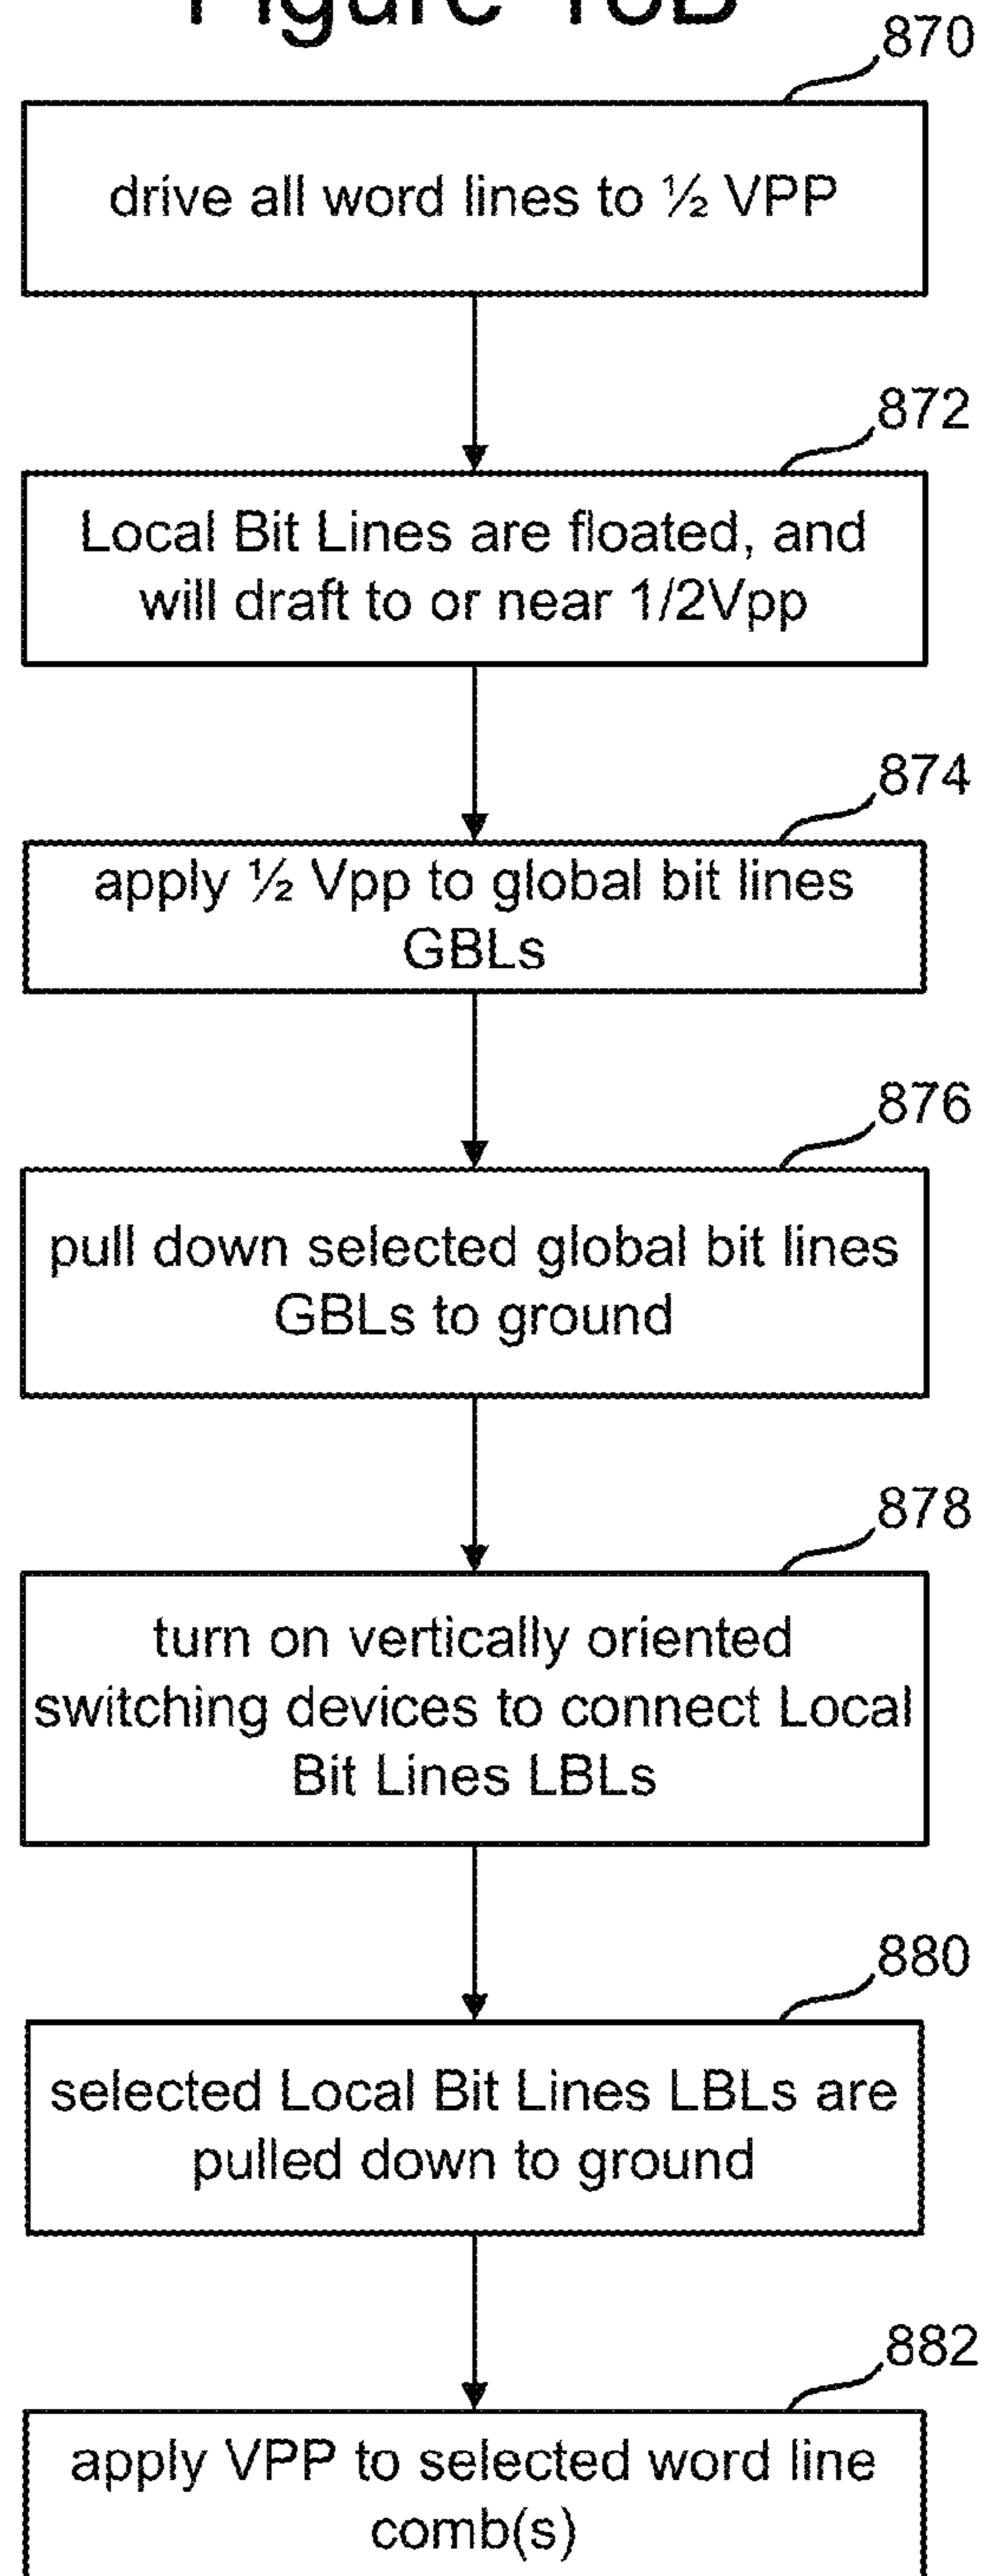 870
drive all word lines to ½ VPP
872
Local Bit Lines are floated, and
will draft to or near 1/2Vpp
874
apply ½ Vpp to global bit lines
GBLs
876
pull down selected global bit lines
GBLs to ground
878
turn on vertically oriented
switching devices to connect Local
Bit Lines LBLs
880
selected Local Bit Lines LBLs are
pulled down to ground
882
apply VPP to selected word line
comb(s)